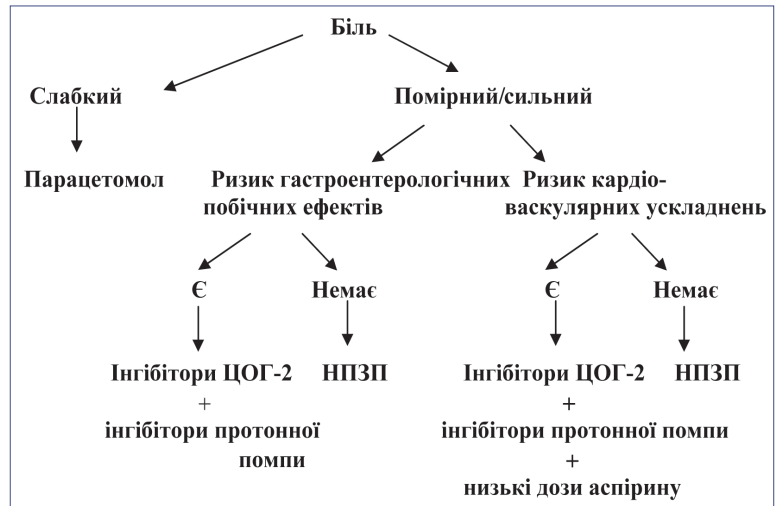 Біль
Слабкий
Помірний/сильний
Парацетомол
Ризик гастроентерологічних
побічних ефектів
Ризик кардіо-
васкулярних ускладнень
Є
Немає
Є
Немає
Інгібітори ЦОГ-2
+
інгібітори протонної
помпи
НПЗП
Інгібітори ЦОГ-2
+
інгібітори протонної помпи
+
низькі дози аспірину
НПЗП